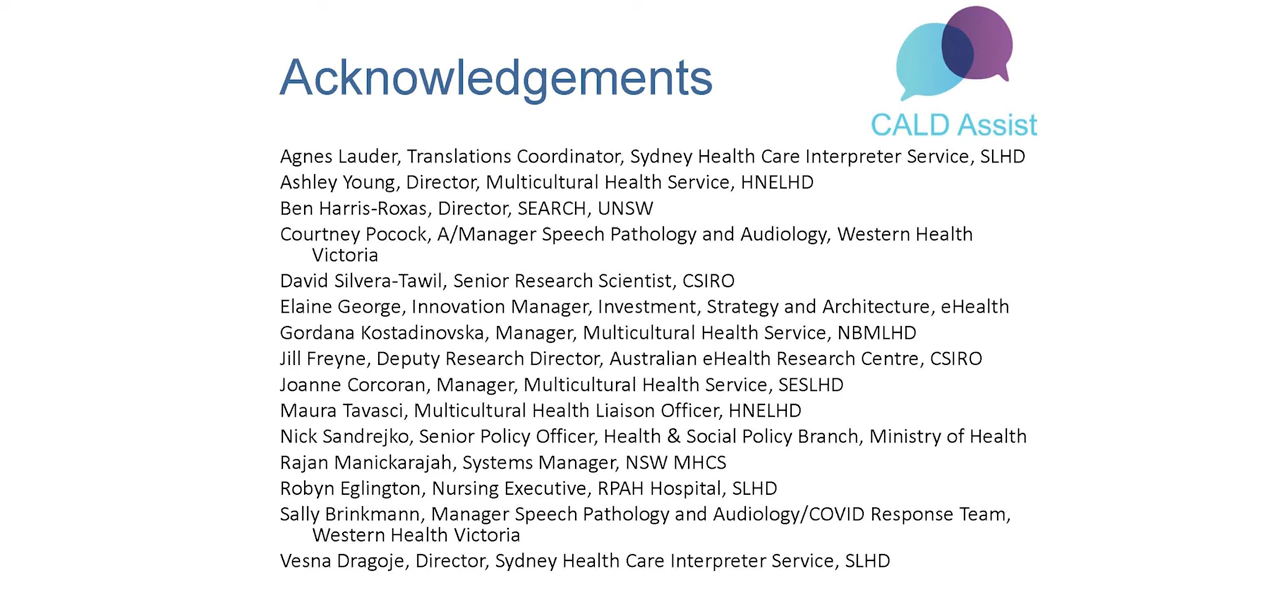 Acknowledgements
CALD Assist
Agnes Lauder, Translations Coordinator, Sydney Health Care Interpreter Service, SLHD
Ashley Young, Director, Multicultural Health Service, HNELHD
Ben Harris-Roxas, Director, SEARCH, UNSW
Courtney Pocock, A/Manager Speech Pathology and Audiology, Western Health
Victoria
David Silvera-Tawil, Senior Research Scientist, CSIRO
Elaine George, Innovation Manager, Investment, Strategy and Architecture, eHealth
Gordana Kostadinovska, Manager, Multicultural Health Service, NBMLHD
Jill Freyne, Deputy Research Director, Australian eHealth Research Centre, CSIRO
Joanne Corcoran, Manager, Multicultural Health Service, SESLHD
Maura Tavasci, Multicultural Health Liaison Officer, HNELHD
Nick Sandrejko, Senior Policy Officer, Health & Social Policy Branch, Ministry of Health
Rajan Manickarajah, Systems Manager, NSW MHCS
Robyn Eglington, Nursing Executive, RPAH Hospital, SLHD
Sally Brinkmann, Manager Speech Pathology and Audiology/COVID Response Team,
Western Health Victoria
Vesna Dragoje, Director, Sydney Health Care Interpreter Service, SLHD